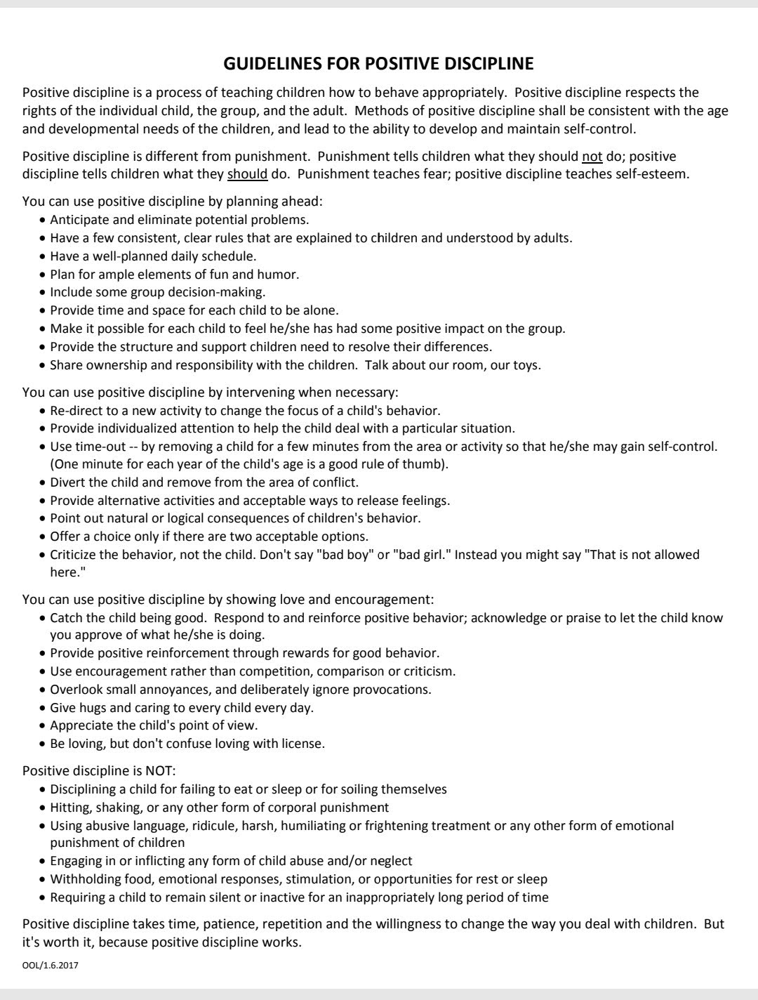 GUIDELINES FOR POSITIVE DISCIPLINE
Positive discipline is a process of teaching children how to behave appropriately.  Positive discipline respects the
rights of the individual child, the group, and the adult.  Methods of positive discipline shall be consistent with the age
and developmental needs of the children, and lead to the ability to develop and maintain self-control.
Positive discipline is different from punishment.  Punishment tells children what they should not do; positive
discipline tells children what they should do.  Punishment teaches fear; positive discipline teaches self-esteem.
You can use positive discipline by planning ahead:
• Anticipate and eliminate potential problems.
• Have a few consistent, clear rules that are explained to children and understood by adults.
• Have a well-planned daily schedule.
• Plan for ample elements of fun and humor.
• Include some group decision-making.
• Provide time and space for each child to be alone.
• Make it possible for each child to feel he/she has had some positive impact on the group.
• Provide the structure and support children need to resolve their differences.
• Share ownership and responsibility with the children.  Talk about our room, our toys.
You can use positive discipline by intervening when necessary:
• Re-direct to a new activity to change the focus of a child's behavior.
• Provide individualized attention to help the child deal with a particular situation.
• Use time-out -- by removing a child for a few minutes from the area or activity so that he/she may gain self-control.
(One minute for each year of the child's age is a good rule of thumb).
• Divert the child and remove from the area of conflict.
• Provide alternative activities and acceptable ways to release feelings.
• Point out natural or logical consequences of children's behavior.
• Offer a choice only if there are two acceptable options.
• Criticize the behavior, not the child. Don't say "bad boy" or "bad girl." Instead you might say "That is not allowed
here."
You can use positive discipline by showing love and encouragement:
• Catch the child being good.  Respond to and reinforce positive behavior; acknowledge or praise to let the child know
you approve of what he/she is doing.
• Provide positive reinforcement through rewards for good behavior.
• Use encouragement rather than competition, comparison or criticism.
• Overlook small annoyances, and deliberately ignore provocations.
• Give hugs and caring to every child every day.
• Appreciate the child's point of view.
• Be loving, but don't confuse loving with license.
Positive discipline is NOT:
• Disciplining a child for failing to eat or sleep or for soiling themselves
• Hitting, shaking, or any other form of corporal punishment
• Using abusive language, ridicule, harsh, humiliating or frightening treatment or any other form of emotional
punishment of children
• Engaging in or inflicting any form of child abuse and/or neglect
• Withholding food, emotional responses, stimulation, or opportunities for rest or sleep
• Requiring a child to remain silent or inactive for an inappropriately long period of time
Positive discipline takes time, patience, repetition and the willingness to change the way you deal with children.  But
it's worth it, because positive discipline works.
OOL/1.6.2017